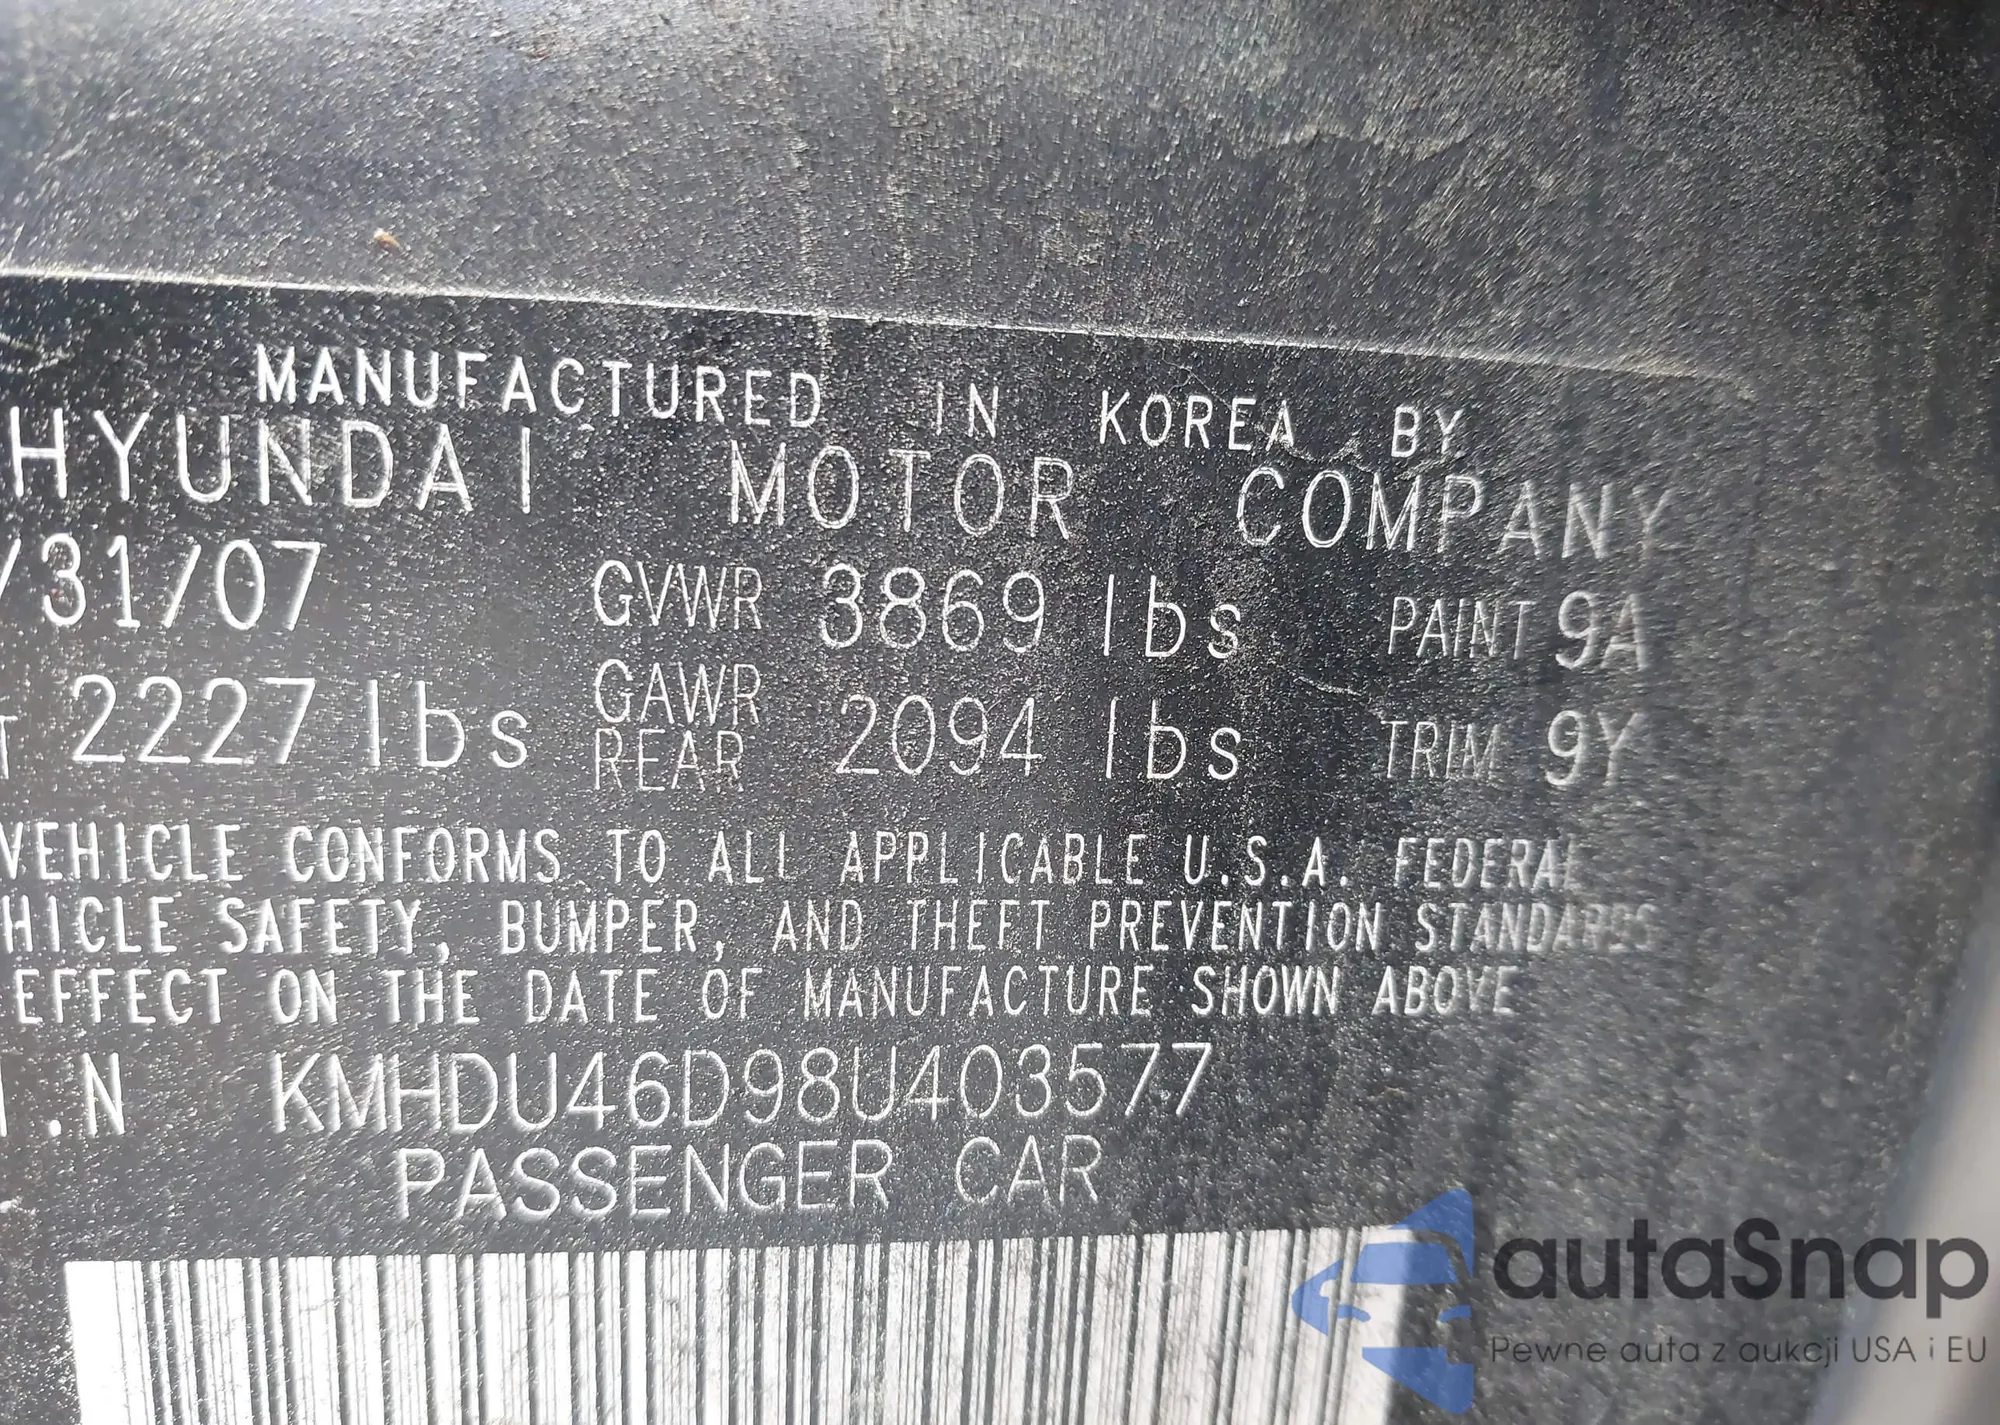 MANUFACTURED IN KOREA BY
HYUNDAI MOTOR COMPANY
/31/07 GVWR 3869 lbs PAINT 9A
T 2227 lbs GAWR REAR 2094 lbs TRIM 9Y
VEHICLE CONFORMS TO ALL APPLICABLE U.S.A. FEDERAL
HICLE SAFETY, BUMPER, AND THEFT PREVENTION STANDARDS
EFFECT ON THE DATE OF MANUFACTURE SHOWN ABOVE
.N KMHDU46D98U403577
PASSENGER CAR
autaSnap
Pewne auta z aukcji USA i EU